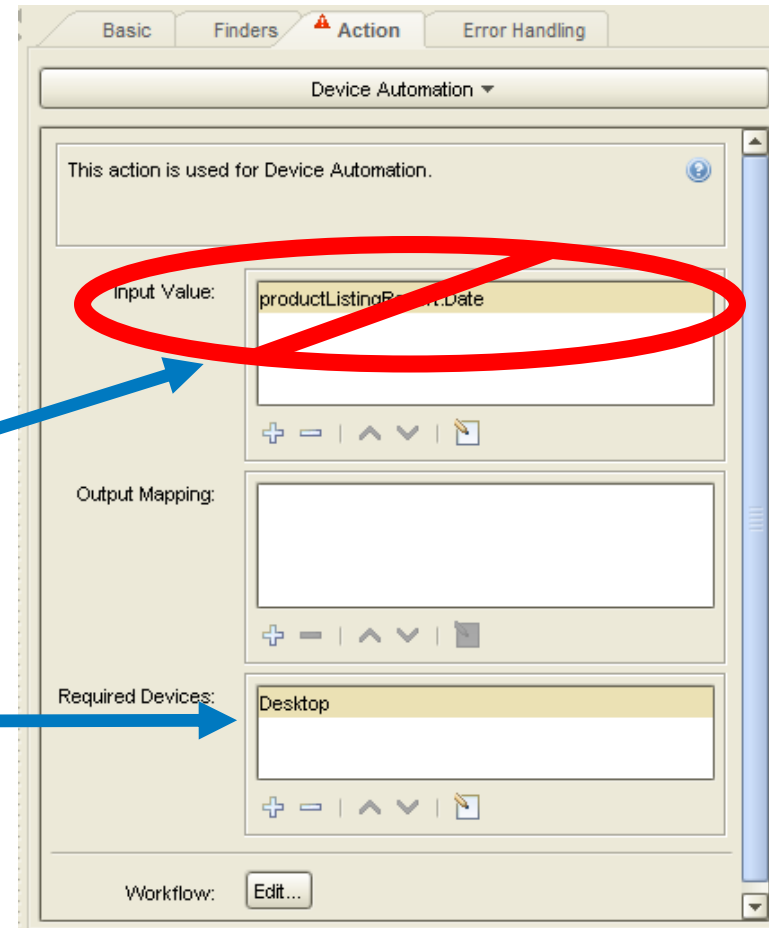 Basic
Finders
Action
Error Handling
Device Automation
This action is used for Device Automation.
Input Value:
Output Mapping:
Required Devices:
Desktop
Workflow:
Edit...